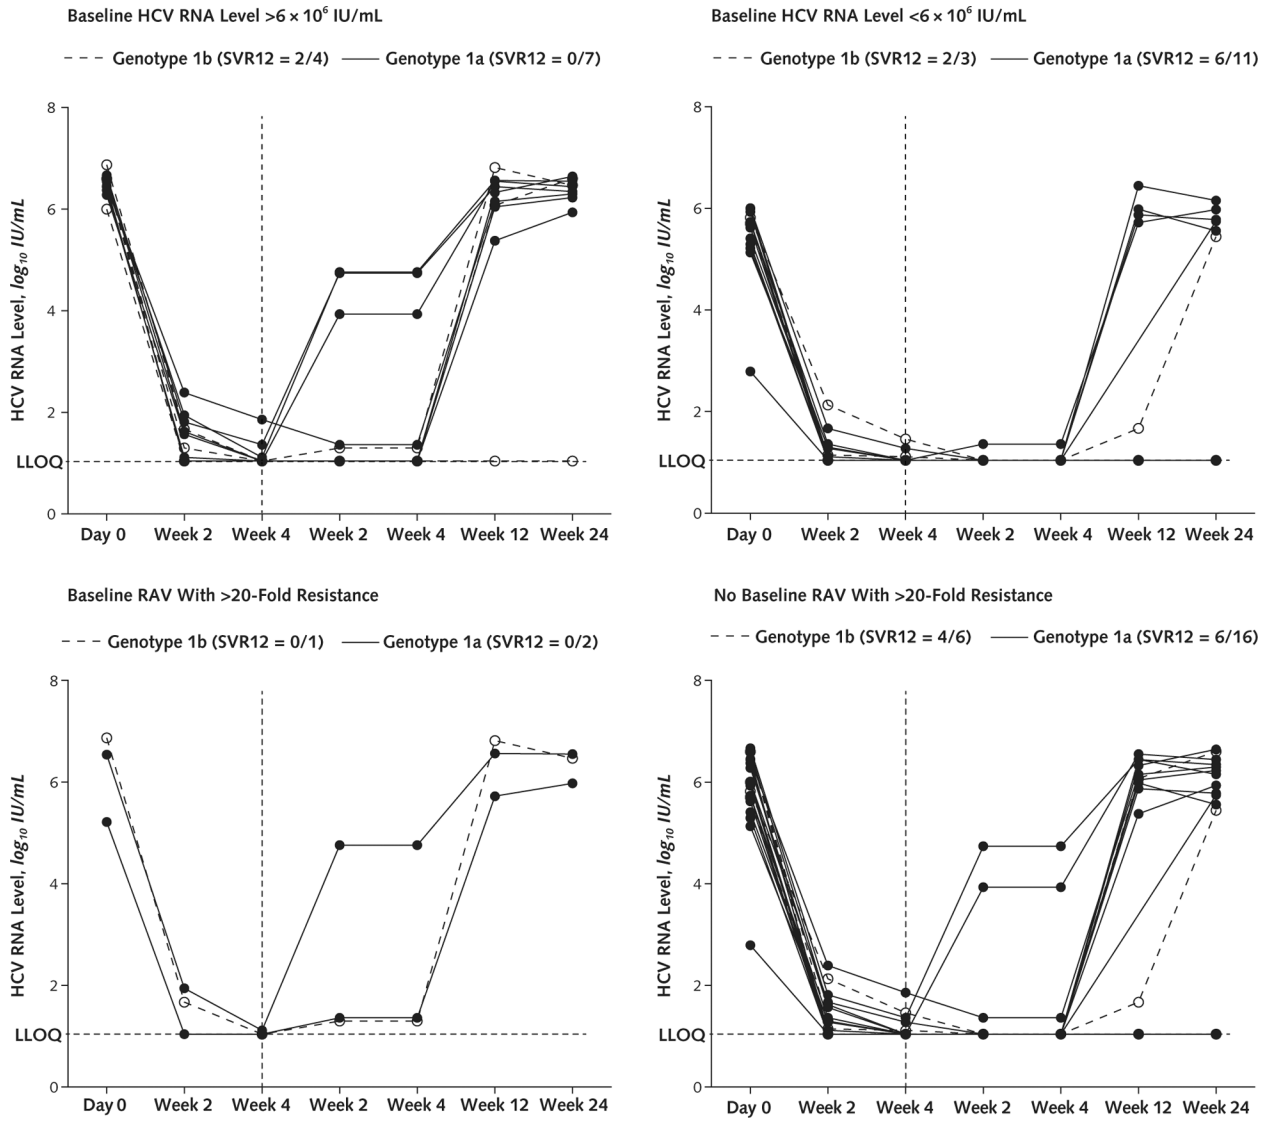 Baseline HCV RNA Level >6 × 10⁶ IU/mL
Genotype 1b (SVR12 = 2/4) Genotype 1a (SVR12 = 0/7)
HCV RNA Level, log₁₀ IU/mL
8
6
4
2
LLOQ
0
Day 0 Week 2 Week 4 Week 2 Week 4 Week 12 Week 24
Baseline HCV RNA Level <6 × 10⁶ IU/mL
Genotype 1b (SVR12 = 2/3) Genotype 1a (SVR12 = 6/11)
HCV RNA Level, log₁₀ IU/mL
8
6
4
2
LLOQ
0
Day 0 Week 2 Week 4 Week 2 Week 4 Week 12 Week 24
Baseline RAV With >20-Fold Resistance
Genotype 1b (SVR12 = 0/1) Genotype 1a (SVR12 = 0/2)
HCV RNA Level, log₁₀ IU/mL
8
6
4
2
LLOQ
0
Day 0 Week 2 Week 4 Week 2 Week 4 Week 12 Week 24
No Baseline RAV With >20-Fold Resistance
Genotype 1b (SVR12 = 4/6) Genotype 1a (SVR12 = 6/16)
HCV RNA Level, log₁₀ IU/mL
8
6
4
2
LLOQ
0
Day 0 Week 2 Week 4 Week 2 Week 4 Week 12 Week 24